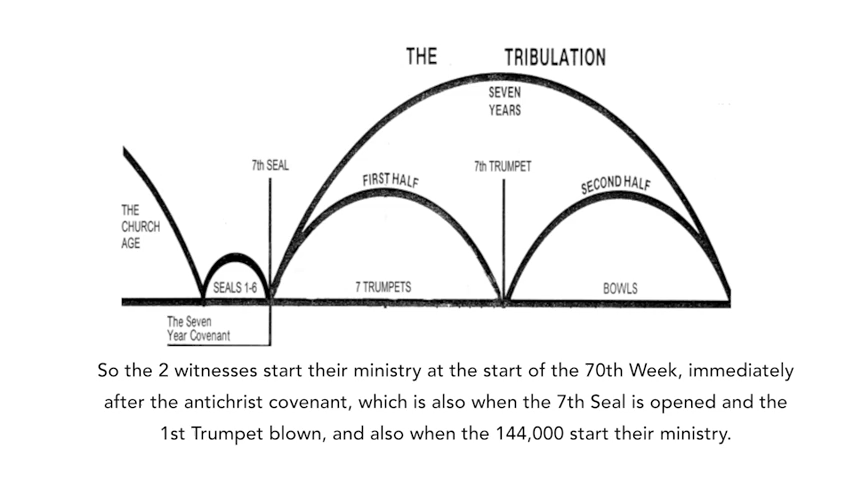 THE TRIBULATION
SEVEN
YEARS
7th SEAL
7th TRUMPET
FIRST HALF
SECOND HALF
THE
CHURCH
AGE
SEALS 1-6
7 TRUMPETS
BOWLS
The Seven
Year Covenant
So the 2 witnesses start their ministry at the start of the 70th Week, immediately
after the antichrist covenant, which is also when the 7th Seal is opened and the
1st Trumpet blown, and also when the 144,000 start their ministry.